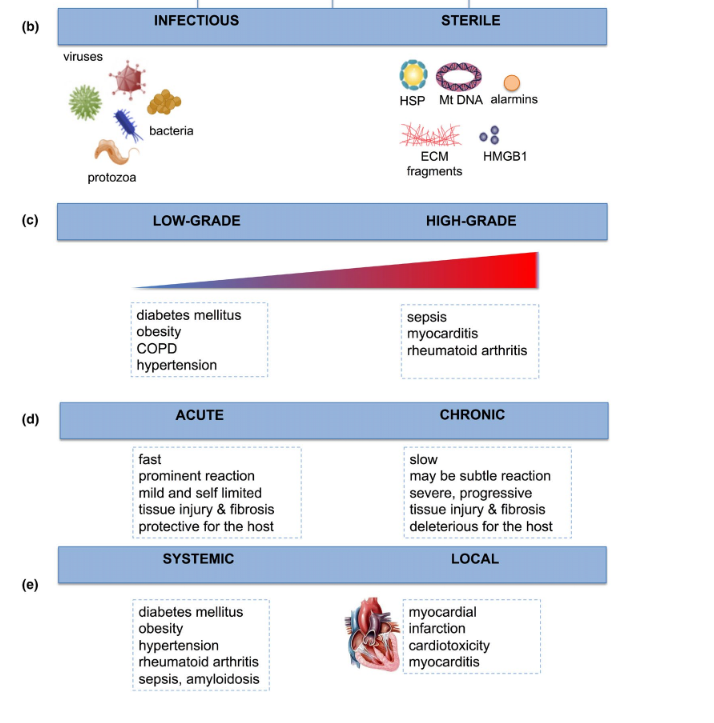 (b)
INFECTIOUS STERILE
viruses
HSP Mt DNA alarmins
bacteria
ECM
fragments
HMGB1
protozoa
(c)
LOW-GRADE HIGH-GRADE
diabetes mellitus
obesity
COPD
hypertension
sepsis
myocarditis
rheumatoid arthritis
(d)
ACUTE CHRONIC
fast
prominent reaction
mild and self limited
tissue injury & fibrosis
protective for the host
slow
may be subtle reaction
severe, progressive
tissue injury & fibrosis
deleterious for the host
(e)
SYSTEMIC LOCAL
diabetes mellitus
obesity
hypertension
rheumatoid arthritis
sepsis, amyloidosis
myocardial
infarction
cardiotoxicity
myocarditis